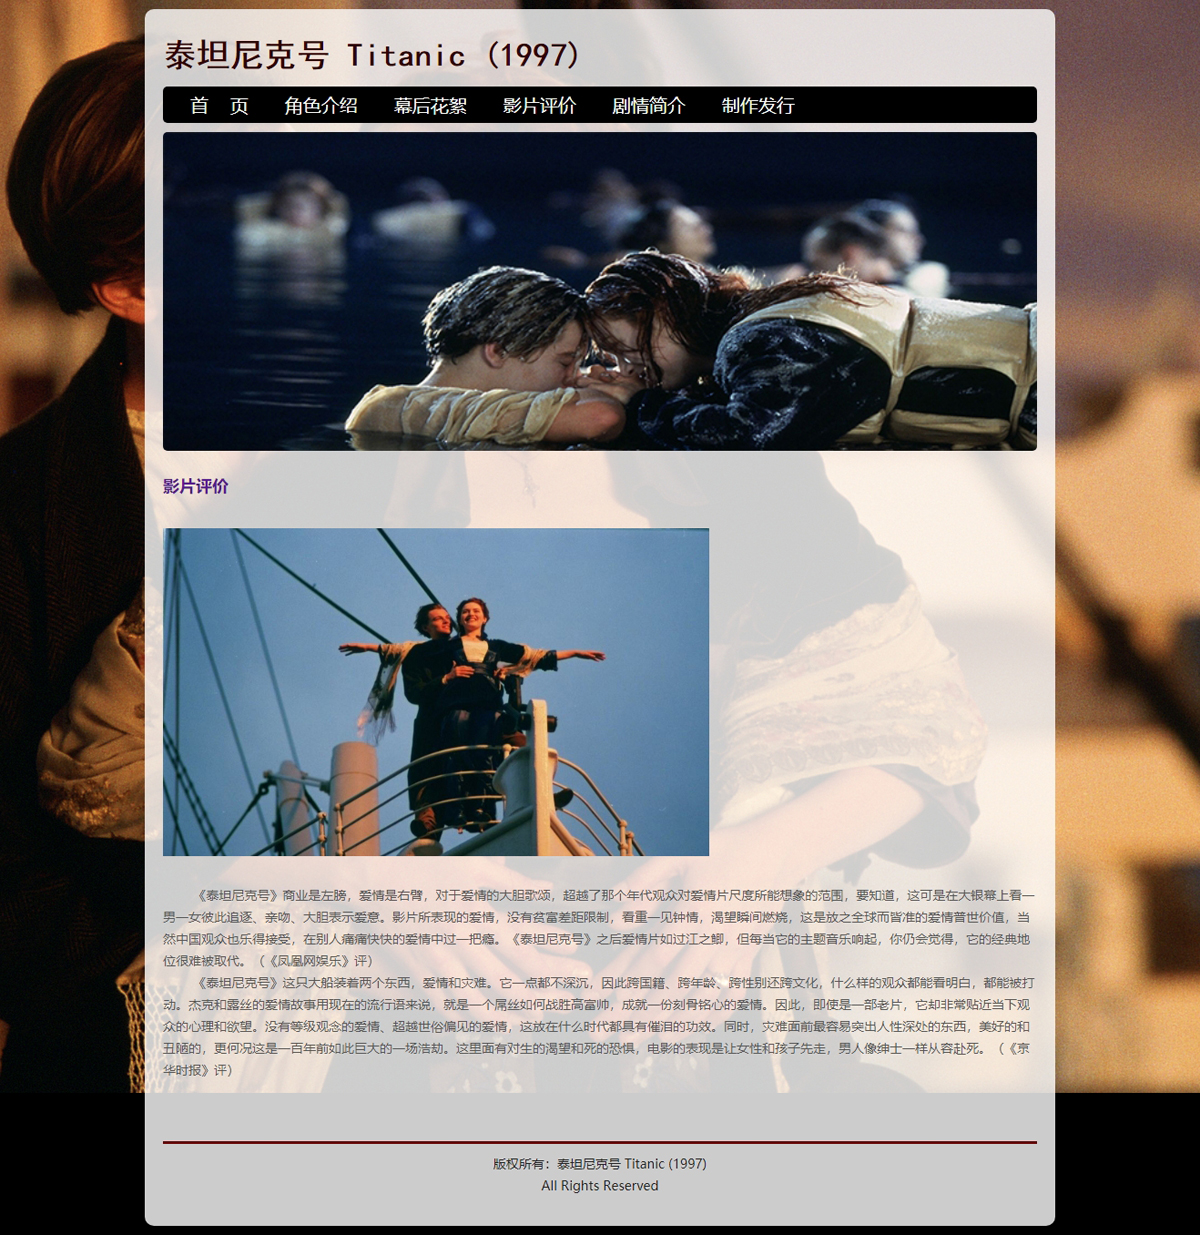 泰坦尼克号 Titanic (1997)
首 页 角色介绍 幕后花絮 影片评价 剧情简介 制作发行
影片评价
《泰坦尼克号》商业是左膀，爱情是右臂，对于爱情的大胆歌颂，超越了那个年代观众对爱情片尺度所能想象的范围，要知道，这可是在大银幕上看一
男一女彼此追逐、亲吻、大胆表示爱意。影片所表现的爱情，没有贫富差距限制，看重一见钟情，渴望瞬间燃烧，这是放之全球而皆准的爱情普世价值，当
然中国观众也乐得接受，在别人痛痛快快的爱情中过一把瘾。《泰坦尼克号》之后爱情片如过江之鲫，但每当它的主题音乐响起，你仍会觉得，它的经典地
位很难被取代。（《凤凰网娱乐》评）
《泰坦尼克号》这只大船装着两个东西，爱情和灾难。它一点都不深沉，因此跨国籍、跨年龄、跨性别还跨文化，什么样的观众都能看明白，都能被打
动。杰克和露丝的爱情故事用现在的流行语来说，就是一个屌丝如何战胜高富帅，成就一份刻骨铭心的爱情。因此，即使是一部老片，它却非常贴近当下观
众的心理和欲望。没有等级观念的爱情、超越世俗偏见的爱情，这放在什么时代都具有催泪的功效。同时，灾难面前最容易突出人性深处的东西，美好的和
丑陋的，更何况这是一百年前如此巨大的一场浩劫。这里面有对生的渴望和死的恐惧，电影的表现是让女性和孩子先走，男人像绅士一样从容赴死。（《京
华时报》评）
版权所有：泰坦尼克号 Titanic (1997)
All Rights Reserved